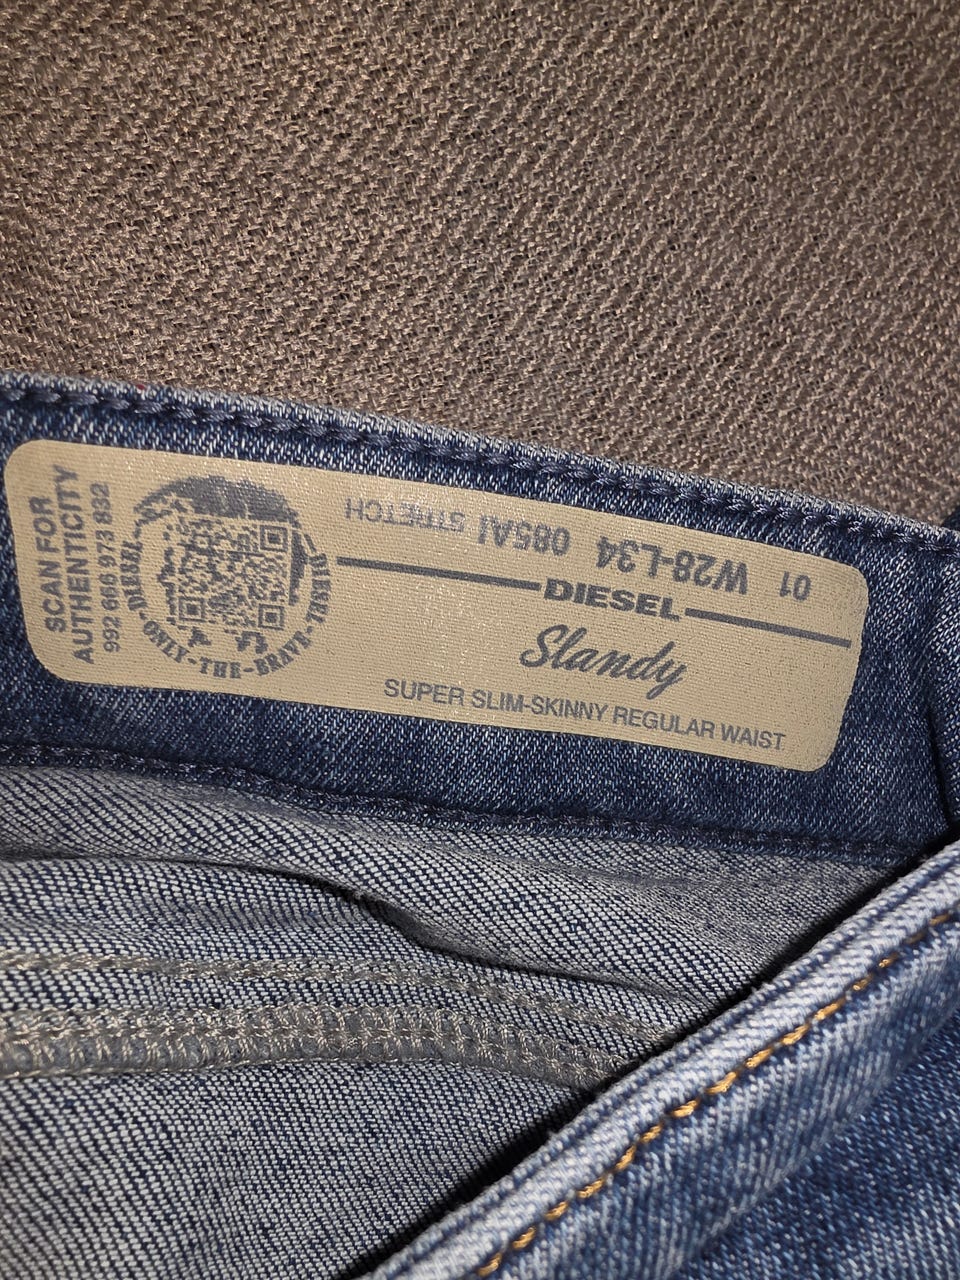 SCAN FOR
AUTHENTICITY
992 666 973 832
DIESEL
ONLY-THE-BRAVE
01 W28-L34 085AI STRETCH
DIESEL
Slandy
SUPER SLIM-SKINNY REGULAR WAIST